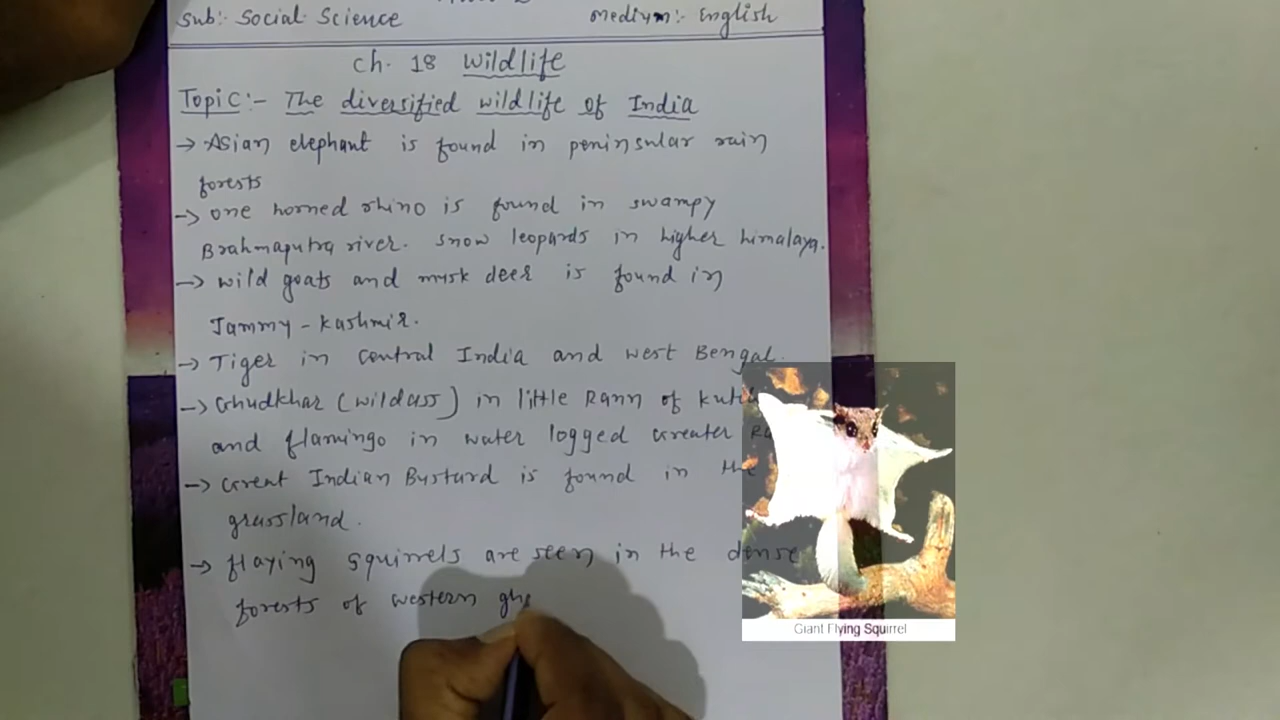 Sub:- Social Science Medium:- English
Ch. 18 Wildlife
Topic:- The diversified wildlife of India
→ Asian elephant is found in peninsular rain
forests
→ one horned rhino is found in swampy
Brahmaputra river. snow leopards in higher himalaya.
→ wild goats and musk deer is found in
Jammy - Kashmir.
→ Tiger in central India and west Bengal.
→ Ghudkhar (wildass) in little Rann of
and flamingo in water logged Greater
→ Great Indian Bustard is found in the
grassland.
→ flaying squirrels are seen in the dense
forests of western
Giant Flying Squirrel